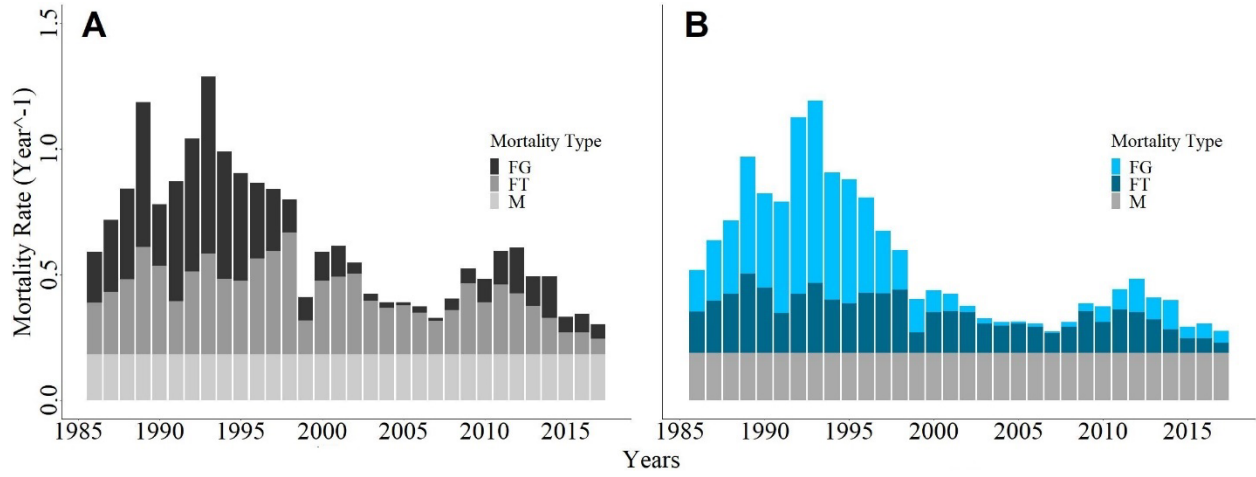 A
B
Mortality Rate (Year^-1)
1.5
1.0
0.5
0.0
Mortality Type
FG
FT
M
Mortality Type
FG
FT
M
1985 1990 1995 2000 2005 2010 2015
1985 1990 1995 2000 2005 2010 2015
Years